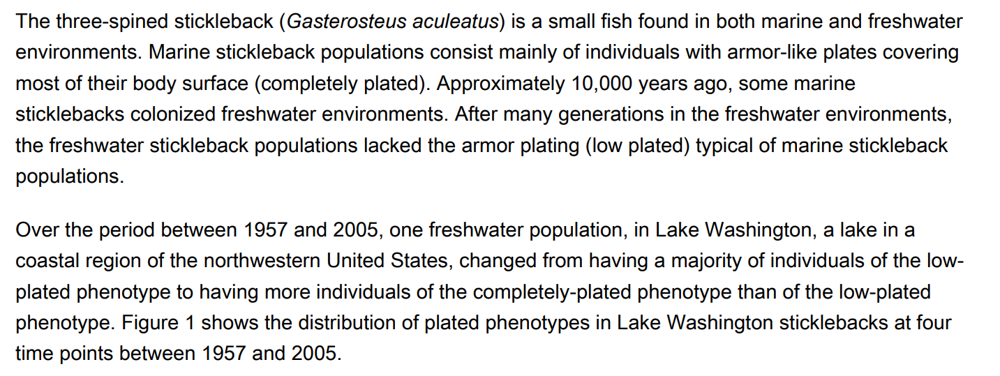 The three-spined stickleback (Gasterosteus aculeatus) is a small fish found in both marine and freshwater
environments. Marine stickleback populations consist mainly of individuals with armor-like plates covering
most of their body surface (completely plated). Approximately 10,000 years ago, some marine
sticklebacks colonized freshwater environments. After many generations in the freshwater environments,
the freshwater stickleback populations lacked the armor plating (low plated) typical of marine stickleback
populations.
Over the period between 1957 and 2005, one freshwater population, in Lake Washington, a lake in a
coastal region of the northwestern United States, changed from having a majority of individuals of the low-
plated phenotype to having more individuals of the completely-plated phenotype than of the low-plated
phenotype. Figure 1 shows the distribution of plated phenotypes in Lake Washington sticklebacks at four
time points between 1957 and 2005.